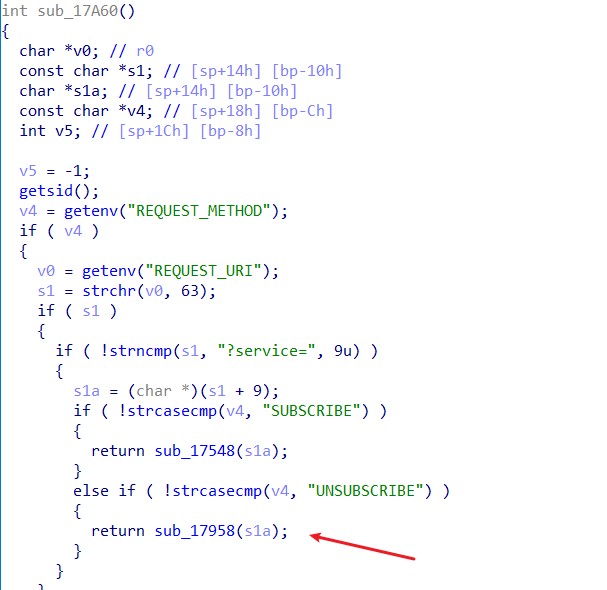 int sub_17A60()
{
char *v0; // r0
const char *s1; // [sp+14h] [bp-10h]
char *s1a; // [sp+14h] [bp-10h]
const char *v4; // [sp+18h] [bp-Ch]
int v5; // [sp+1Ch] [bp-8h]
v5 = -1;
getsid();
v4 = getenv("REQUEST_METHOD");
if ( v4 )
{
v0 = getenv("REQUEST_URI");
s1 = strchr(v0, 63);
if ( s1 )
{
if ( !strncmp(s1, "?service=", 9u) )
{
s1a = (char *)(s1 + 9);
if ( !strcasecmp(v4, "SUBSCRIBE") )
{
return sub_17548(s1a);
}
else if ( !strcasecmp(v4, "UNSUBSCRIBE") )
{
return sub_17958(s1a);
}
}